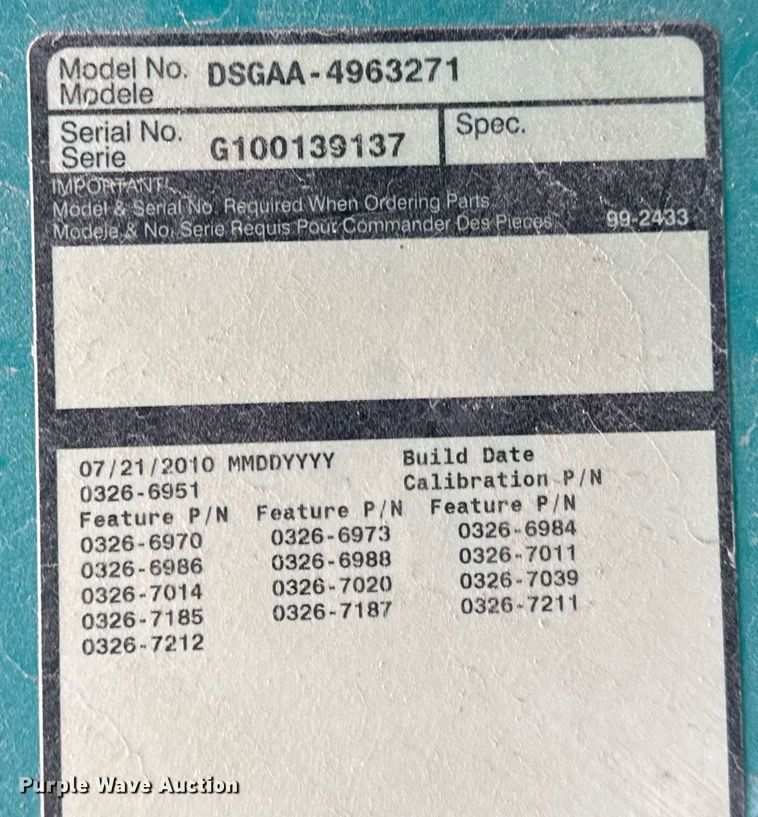 Model No. DSGAA-4963271
Modele
Serial No. G100139137 Spec.
Serie
IMPORTANT!
Model & Serial No. Required When Ordering Parts
Modele & No. Serie Requis Pour Commander Des Pieces 99-2433
07/21/2010 MMDDYYYY Build Date
0326-6951 Calibration P/N
Feature P/N Feature P/N Feature P/N
0326-6970 0326-6973 0326-6984
0326-6986 0326-6988 0326-7011
0326-7014 0326-7020 0326-7039
0326-7185 0326-7187 0326-7211
0326-7212
Purple Wave Auction